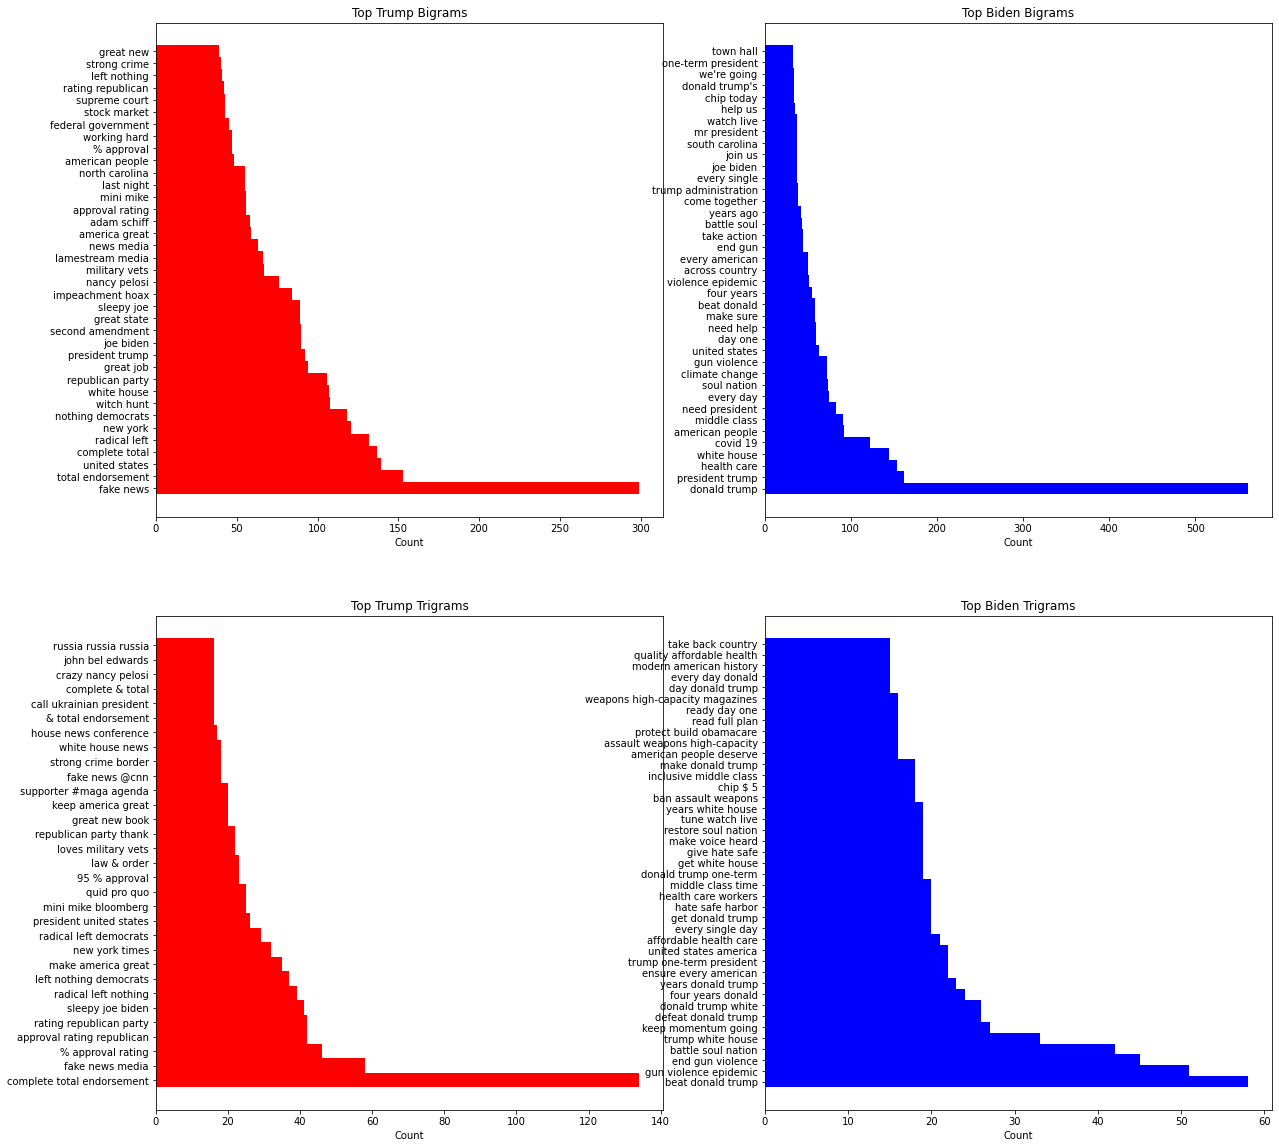 Top Trump Bigrams
great new
strong crime
left nothing
rating republican
supreme court
stock market
federal government
working hard
% approval
american people
north carolina
last night
mini mike
approval rating
adam schiff
america great
news media
lamestream media
military vets
nancy pelosi
impeachment hoax
sleepy joe
great state
second amendment
joe biden
president trump
great job
republican party
white house
witch hunt
nothing democrats
new york
radical left
complete total
united states
total endorsement
fake news
0 50 100 150 200 250 300
Count
Top Biden Bigrams
town hall
one-term president
we're going
donald trump's
chip today
help us
watch live
mr president
south carolina
join us
joe biden
every single
trump administration
come together
years ago
battle soul
take action
end gun
every american
across country
violence epidemic
four years
beat donald
make sure
need help
day one
united states
gun violence
climate change
soul nation
every day
need president
middle class
american people
covid 19
white house
health care
president trump
donald trump
0 100 200 300 400 500
Count
Top Trump Trigrams
russia russia russia
john bel edwards
crazy nancy pelosi
complete & total
call ukrainian president
& total endorsement
house news conference
white house news
strong crime border
fake news @cnn
supporter #maga agenda
keep america great
great new book
republican party thank
loves military vets
law & order
95 % approval
quid pro quo
mini mike bloomberg
president united states
radical left democrats
new york times
make america great
left nothing democrats
radical left nothing
sleepy joe biden
rating republican party
approval rating republican
% approval rating
fake news media
complete total endorsement
0 20 40 60 80 100 120 140
Count
Top Biden Trigrams
take back country
quality affordable health
modern american history
every day donald
day donald trump
weapons high-capacity magazines
ready day one
read full plan
protect build obamacare
assault weapons high-capacity
american people deserve
make donald trump
inclusive middle class
chip $ 5
ban assault weapons
years white house
tune watch live
restore soul nation
make voice heard
give hate safe
get white house
donald trump one-term
middle class time
health care workers
hate safe harbor
get donald trump
every single day
affordable health care
united states america
trump one-term president
ensure every american
years donald trump
four years donald
donald trump white
defeat donald trump
keep momentum going
trump white house
battle soul nation
end gun violence
gun violence epidemic
beat donald trump
0 10 20 30 40 50 60
Count